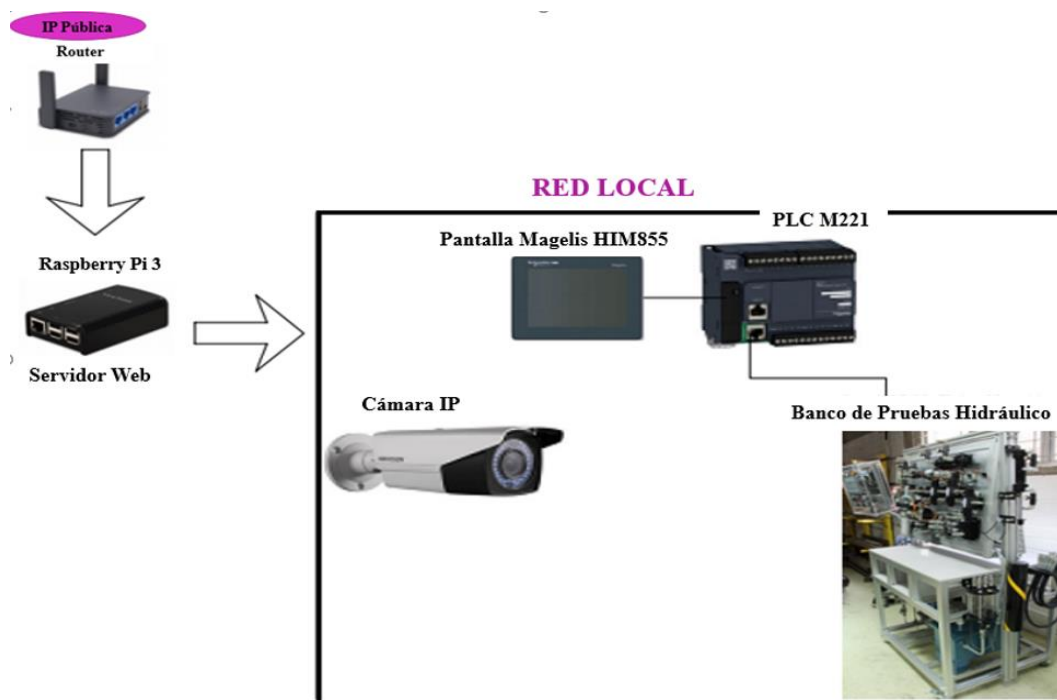 IP Pública
Router
RED LOCAL
PLC M221
Pantalla Magelis HIM855
Raspberry Pi 3
Servidor Web
Cámara IP
Banco de Pruebas Hidráulico